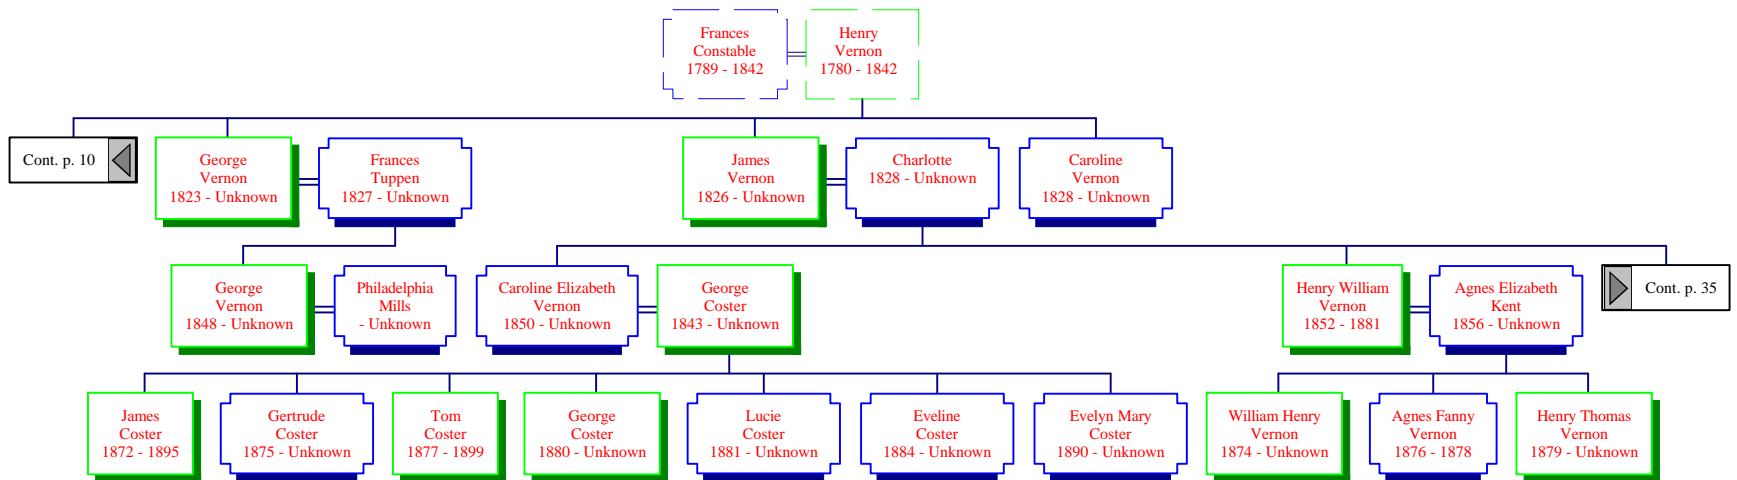 Frances
Constable
1789 - 1842
Henry
Vernon
1780 - 1842
Cont. p. 10
George
Vernon
1823 - Unknown
Frances
Tuppen
1827 - Unknown
James
Vernon
1826 - Unknown
Charlotte
1828 - Unknown
Caroline
Vernon
1828 - Unknown
George
Vernon
1848 - Unknown
Philadelphia
Mills
- Unknown
Caroline Elizabeth
Vernon
1850 - Unknown
George
Coster
1843 - Unknown
Henry William
Vernon
1852 - 1881
Agnes Elizabeth
Kent
1856 - Unknown
Cont. p. 35
James
Coster
1872 - 1895
Gertrude
Coster
1875 - Unknown
Tom
Coster
1877 - 1899
George
Coster
1880 - Unknown
Lucie
Coster
1881 - Unknown
Eveline
Coster
1884 - Unknown
Evelyn Mary
Coster
1890 - Unknown
William Henry
Vernon
1874 - Unknown
Agnes Fanny
Vernon
1876 - 1878
Henry Thomas
Vernon
1879 - Unknown